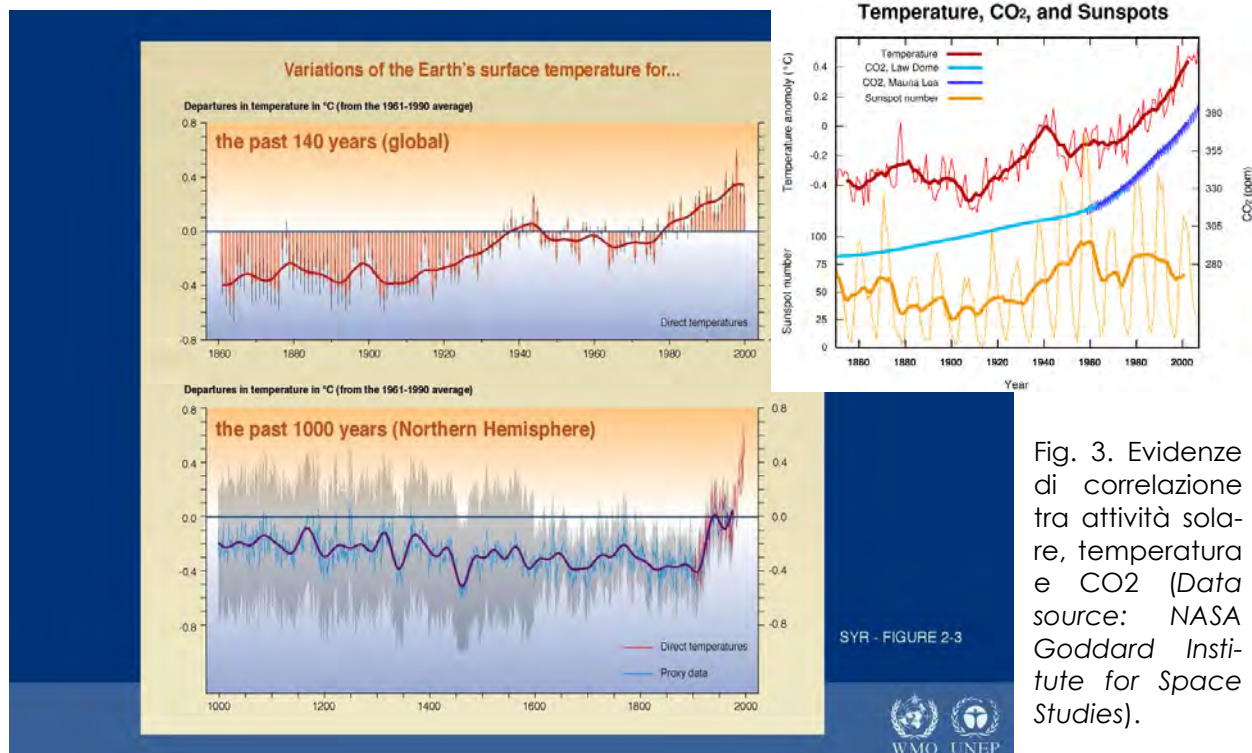 Variations of the Earth's surface temperature for...
Departures in temperature in °C (from the 1961-1990 average)
0.8
the past 140 years (global)
0.4
0.0
-0.4
Direct temperatures
-0.8
1860 1880 1900 1920 1940 1960 1980 2000
Departures in temperature in °C (from the 1961-1990 average)
0.8 0.8
the past 1000 years (Northern Hemisphere)
0.4 0.4
0.0 0.0
-0.4 -0.4
-0.8 -0.8
Direct temperatures
Proxy data
1000 1200 1400 1600 1800 2000
SYR - FIGURE 2-3
WMO UNEP
Temperature, CO2, and Sunspots
Temperature
CO2, Law Dome
CO2, Mauna Loa
Sunspot number
Temperature anomoly (°C)
0.4
0.2
0
-0.2
-0.4
Sunspot number
100
75
50
25
0
CO2 (ppm)
380
355
330
305
280
1860 1880 1900 1920 1940 1960 1980 2000
Year
Fig. 3. Evidenze
di correlazione
tra attività sola-
re, temperatura
e CO2 (Data
source: NASA
Goddard Insti-
tute for Space
Studies).